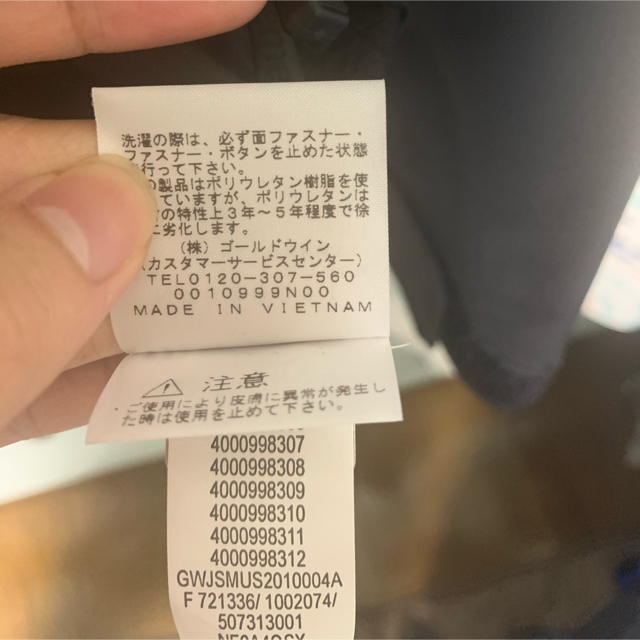 洗濯の際は、必ず面ファスナー・
ファスナー・ボタンを止めた状態
行って下さい。
の製品はポリウレタン樹脂を使
ていますが、ポリウレタンは
の特性上3年〜5年程度で徐
に劣化します。
(株)ゴールドウイン
カスタマーサービスセンター)
TEL0120-307-560
0010999N00
MADE IN VIETNAM
注意
・ご使用により皮膚に異常が発生し
た時は使用を止めて下さい。
4000998307
4000998308
4000998309
4000998310
4000998311
4000998312
GWJSMUS2010004A
F 721336/ 1002074/
507313001